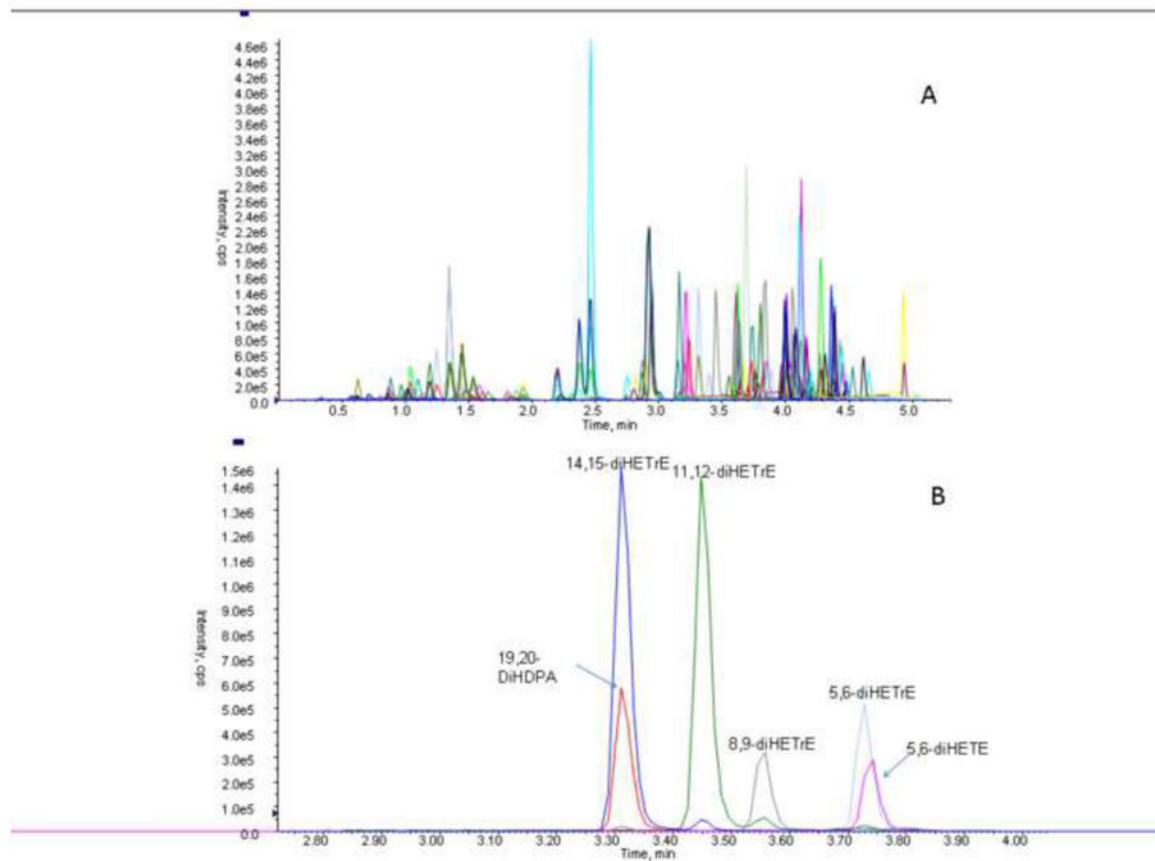 A
4.6e6
4.4e6
4.2e6
4.0e6
3.8e6
3.6e6
3.4e6
3.2e6
3.0e6
2.8e6
2.6e6
2.4e6
2.2e6
2.0e6
1.8e6
1.6e6
1.4e6
1.2e6
1.0e6
8.0e5
6.0e5
4.0e5
2.0e5
0.0
Intensity, cps
0.5 1.0 1.5 2.0 2.5 3.0 3.5 4.0 4.5 5.0
Time, min
B
14,15-diHETrE 11,12-diHETrE
1.5e6
1.4e6
1.3e6
1.2e6
1.1e6
1.0e6
9.0e5
8.0e5
7.0e5
6.0e5
5.0e5
4.0e5
3.0e5
2.0e5
1.0e5
0.0
Intensity, cps
19,20-
DiHDPA
8,9-diHETrE
5,6-diHETrE
5,6-diHETE
2.80 2.90 3.00 3.10 3.20 3.30 3.40 3.50 3.60 3.70 3.80 3.90 4.00
Time, min